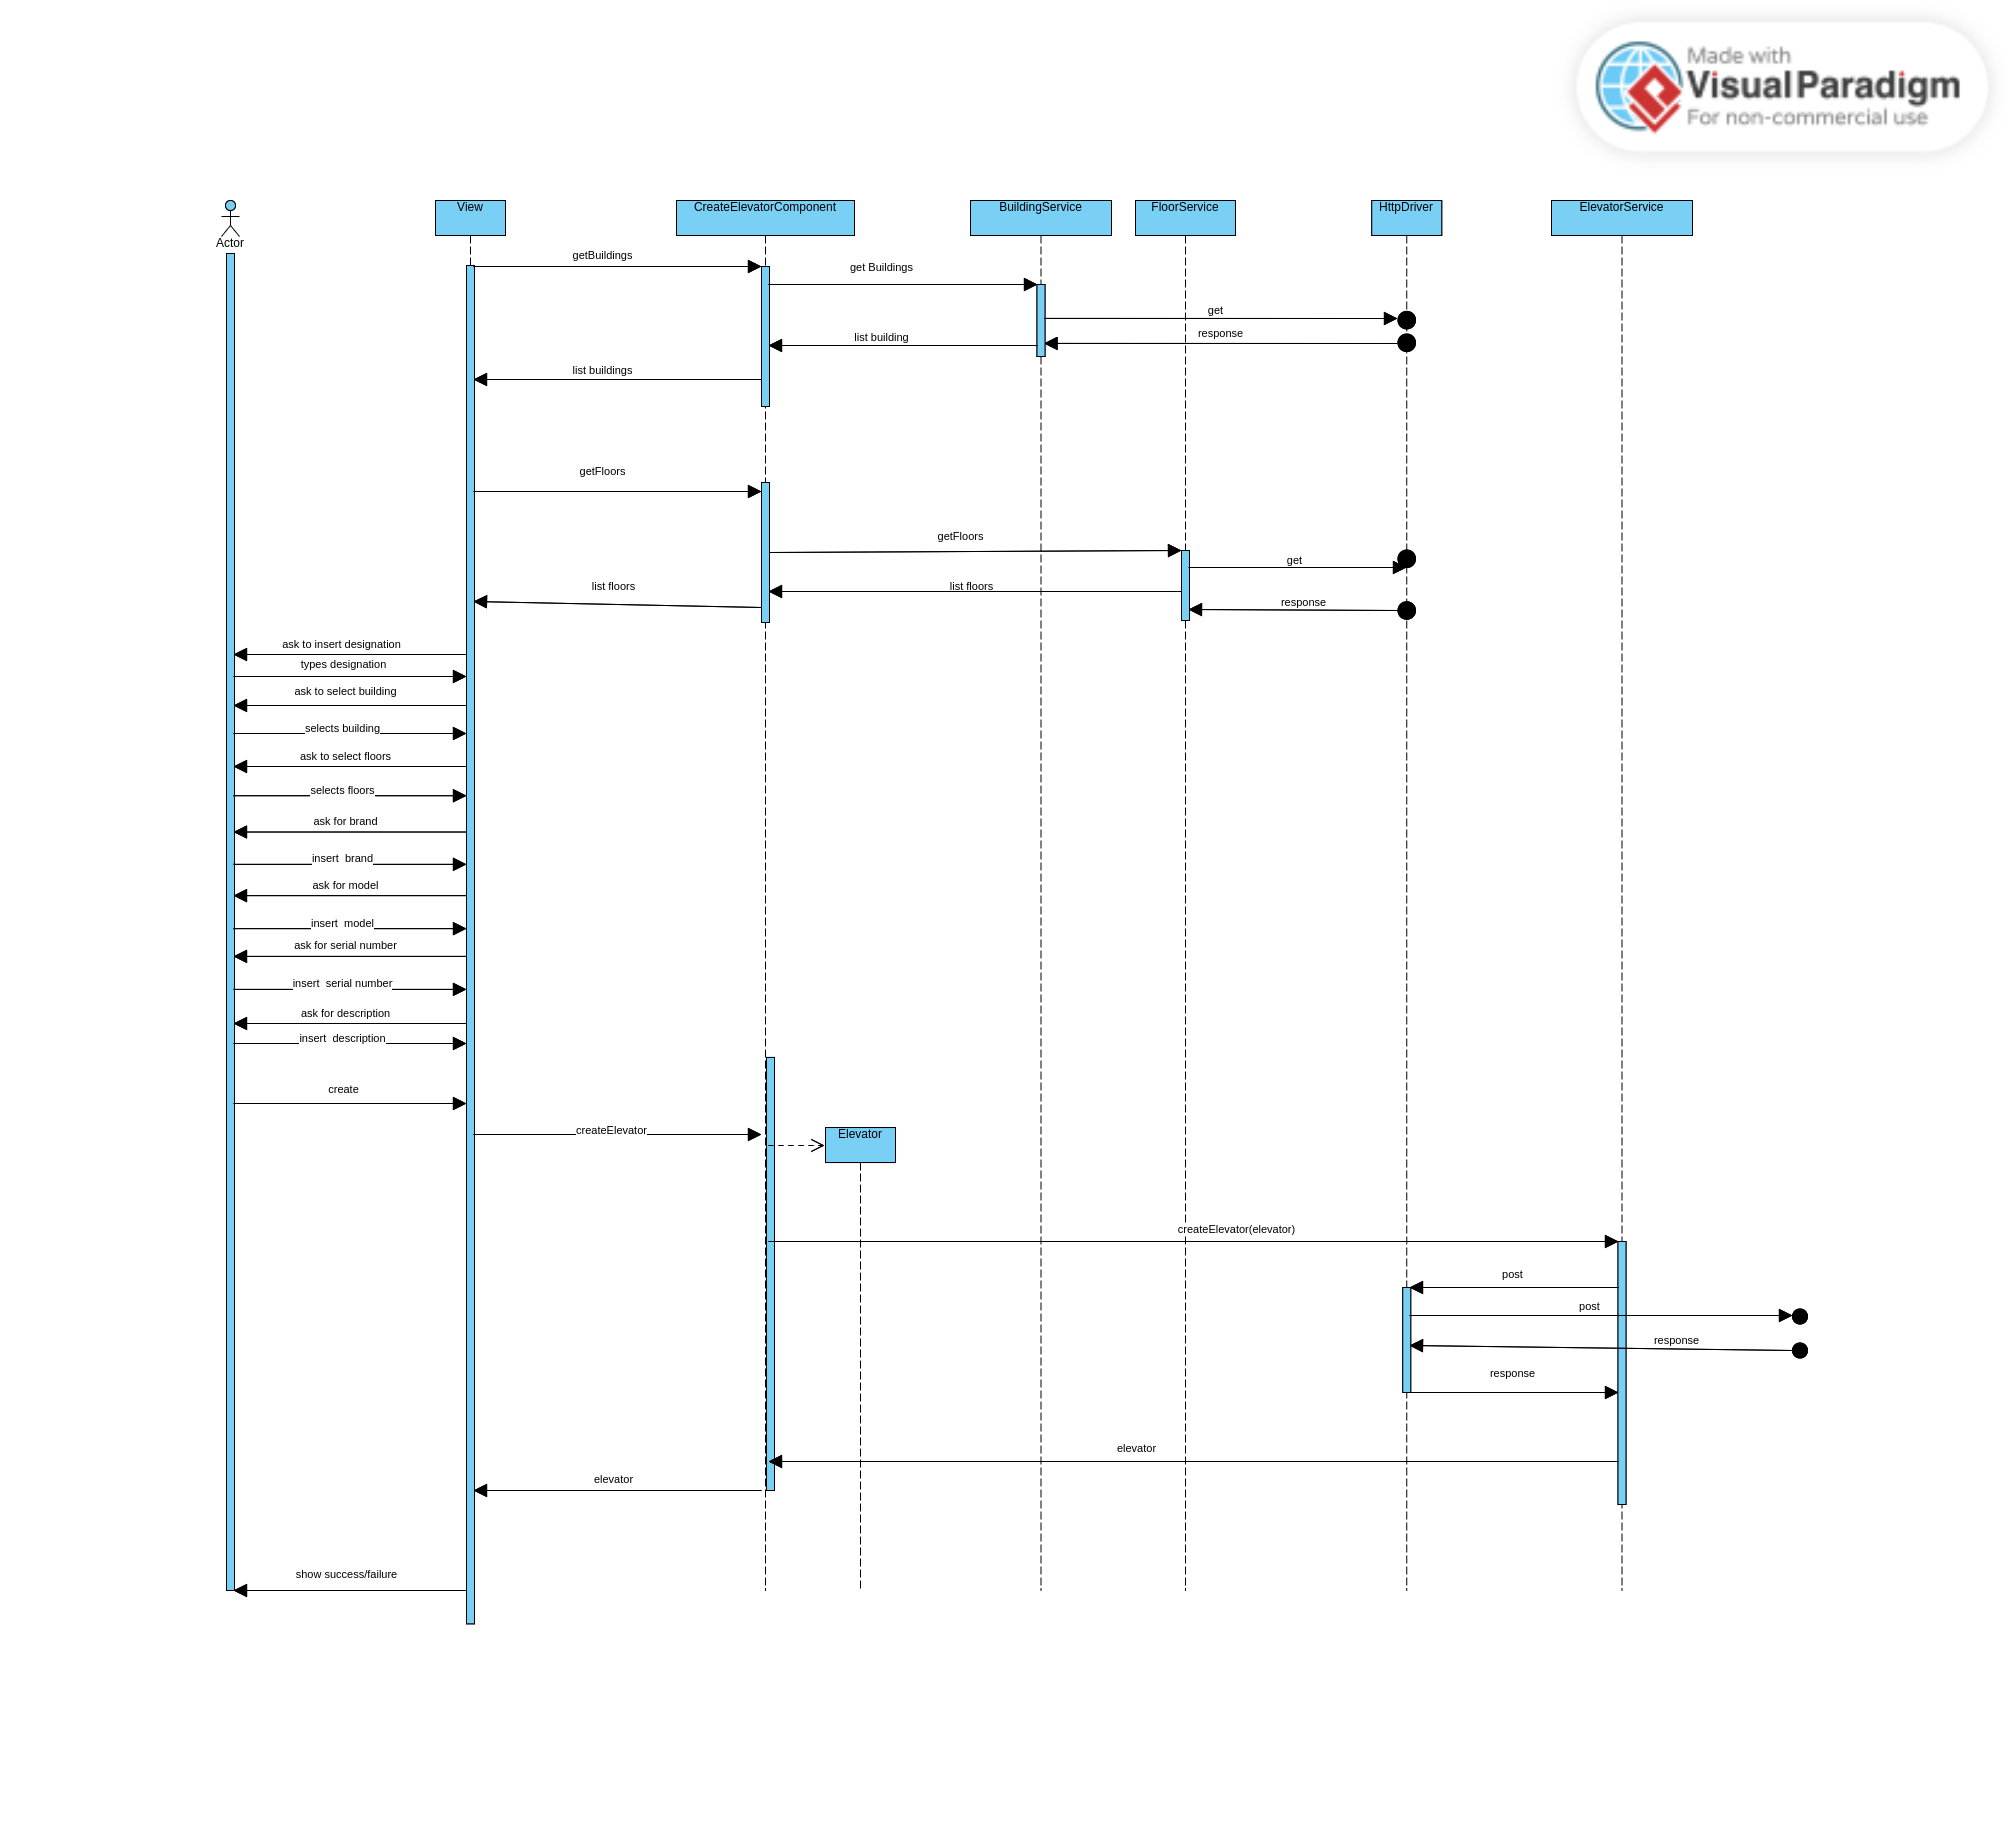 Made with
Visual Paradigm
For non-commercial use
Actor
View
CreateElevatorComponent
BuildingService
FloorService
HttpDriver
ElevatorService
getBuildings
get Buildings
get
response
list building
list buildings
getFloors
getFloors
get
list floors
list floors
response
ask to insert designation
types designation
ask to select building
selects building
ask to select floors
selects floors
ask for brand
insert  brand
ask for model
insert  model
ask for serial number
insert  serial number
ask for description
insert  description
create
createElevator
Elevator
createElevator(elevator)
post
post
response
response
elevator
elevator
show success/failure